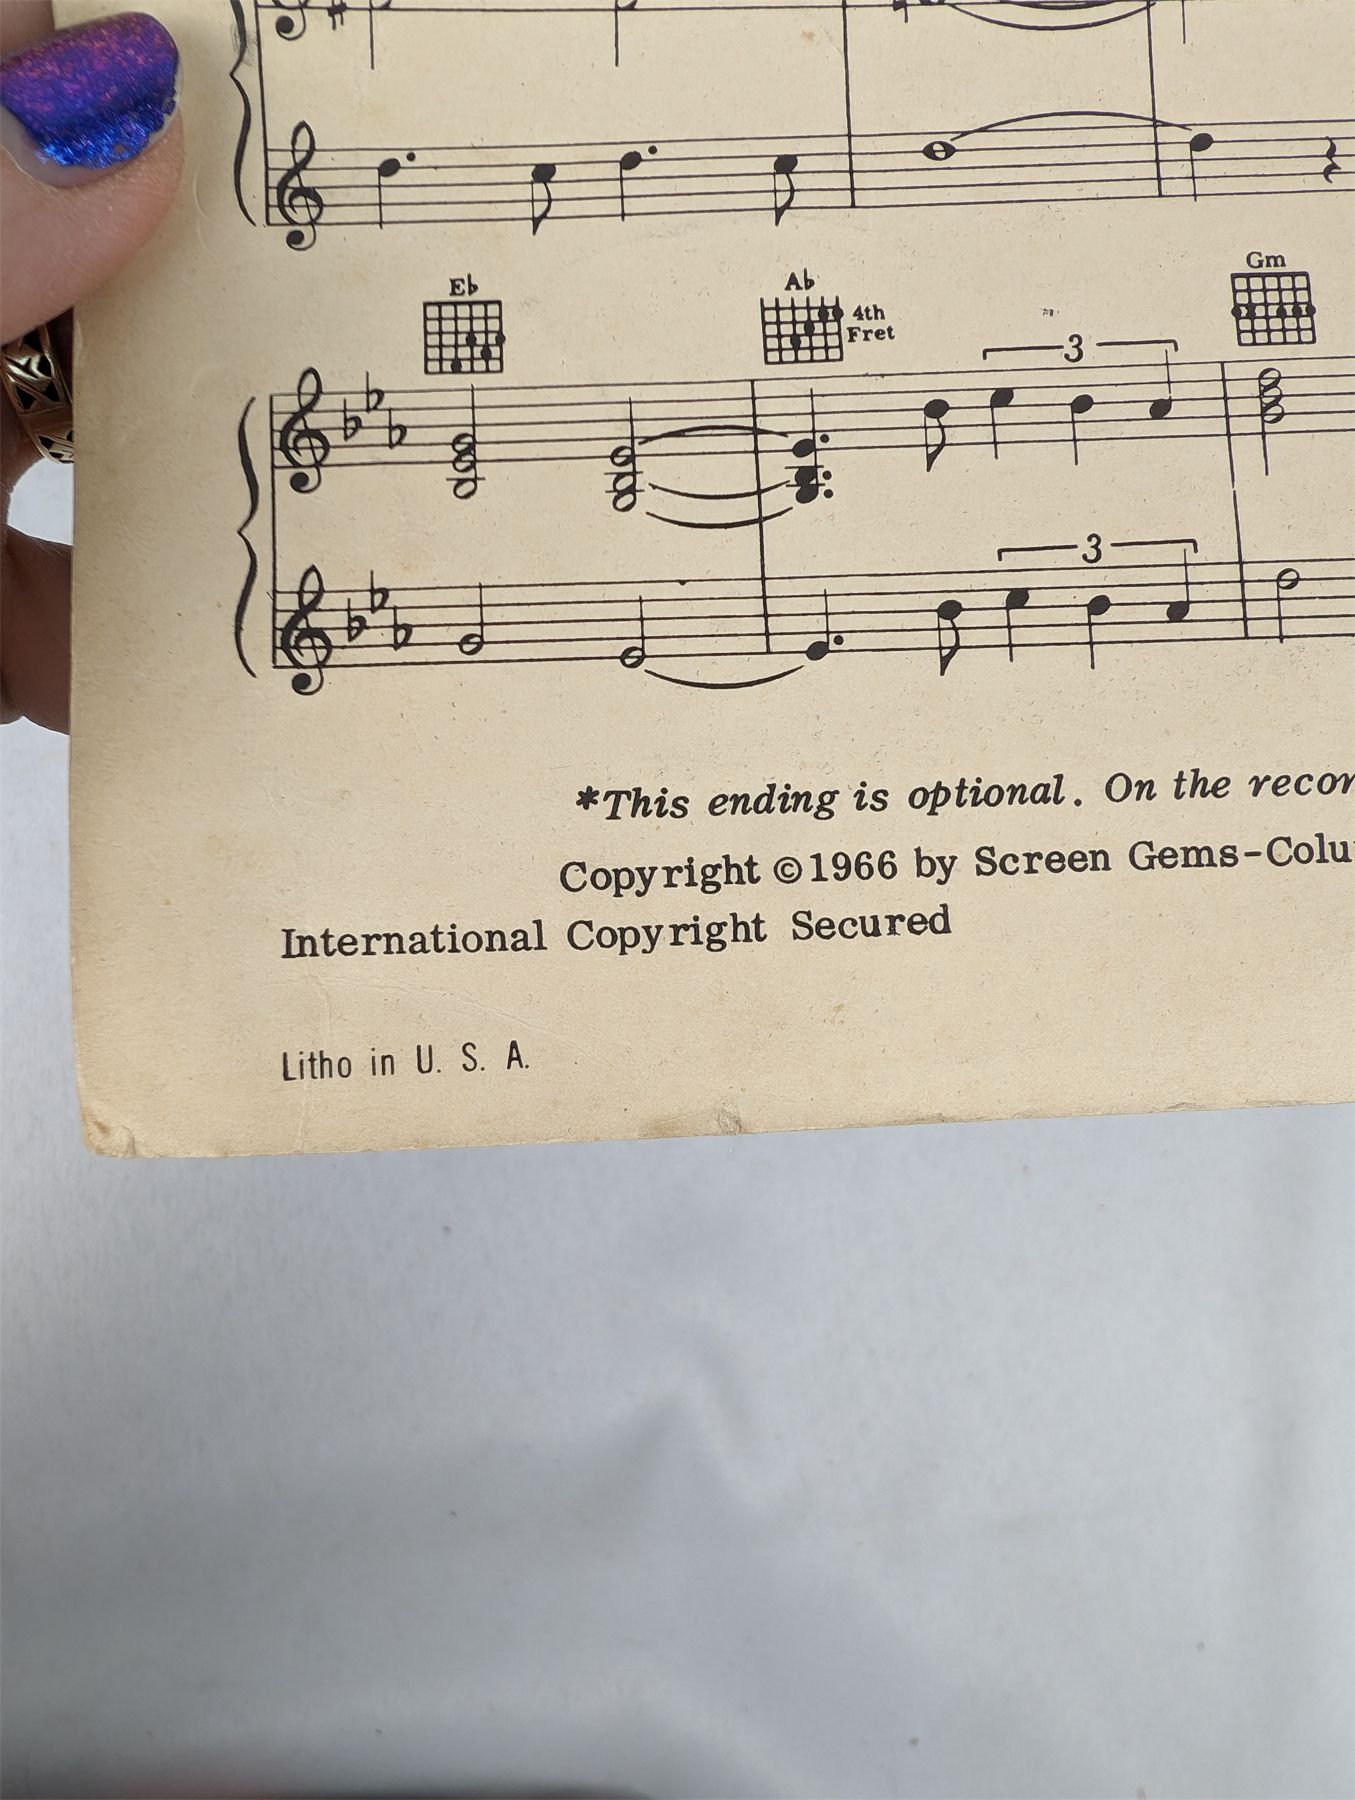 Eb Ab Gm
4th
Fret
3
3
*This ending is optional. On the recor
Copyright ©1966 by Screen Gems-Colu
International Copyright Secured
Litho in U. S. A.